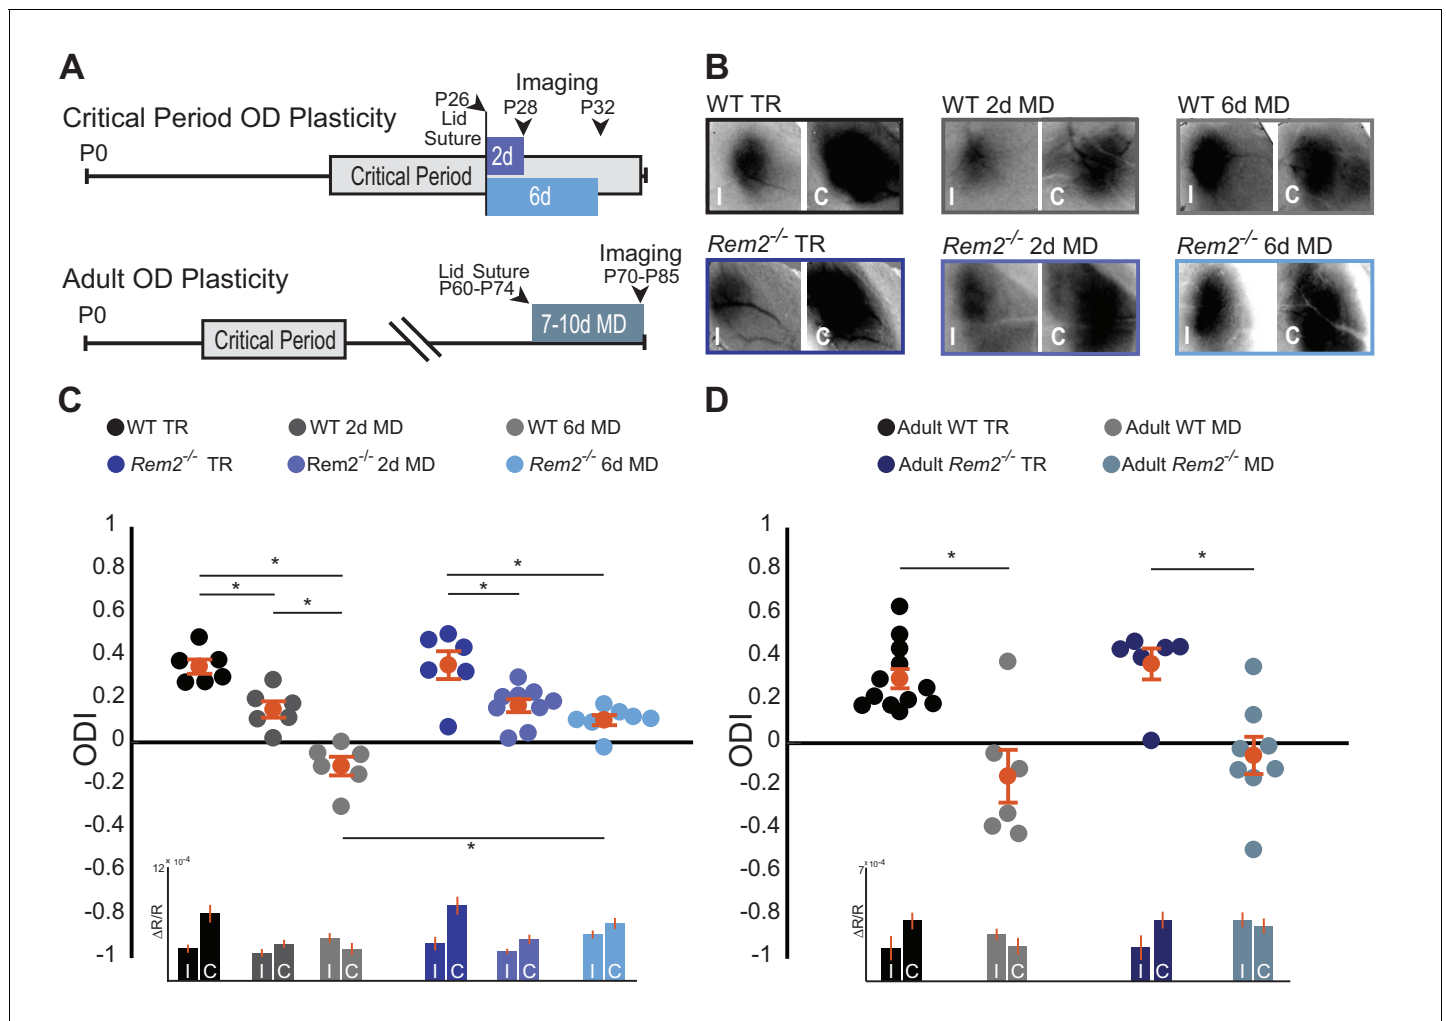 A
Critical Period OD Plasticity
P0
P26
Lid
Suture
Imaging
P28
P32
Critical Period
2d
6d
Adult OD Plasticity
P0
Critical Period
Lid Suture
P60-P74
Imaging
P70-P85
7-10d MD
B
WT TR
I
C
WT 2d MD
I
C
WT 6d MD
I
C
Rem2-/- TR
I
C
Rem2-/- 2d MD
I
C
Rem2-/- 6d MD
I
C
C
WT TR
WT 2d MD
WT 6d MD
Rem2-/- TR
Rem2-/- 2d MD
Rem2-/- 6d MD
ODI
1
0.8
0.6
0.4
0.2
0
-0.2
-0.4
-0.6
-0.8
-1
*
*
*
*
*
*
12 x 10-4
ΔR/R
I C
I C
I C
I C
I C
I C
D
Adult WT TR
Adult WT MD
Adult Rem2-/- TR
Adult Rem2-/- MD
ODI
1
0.8
0.6
0.4
0.2
0
-0.2
-0.4
-0.6
-0.8
-1
*
*
7 x 10-4
ΔR/R
I C
I C
I C
I C